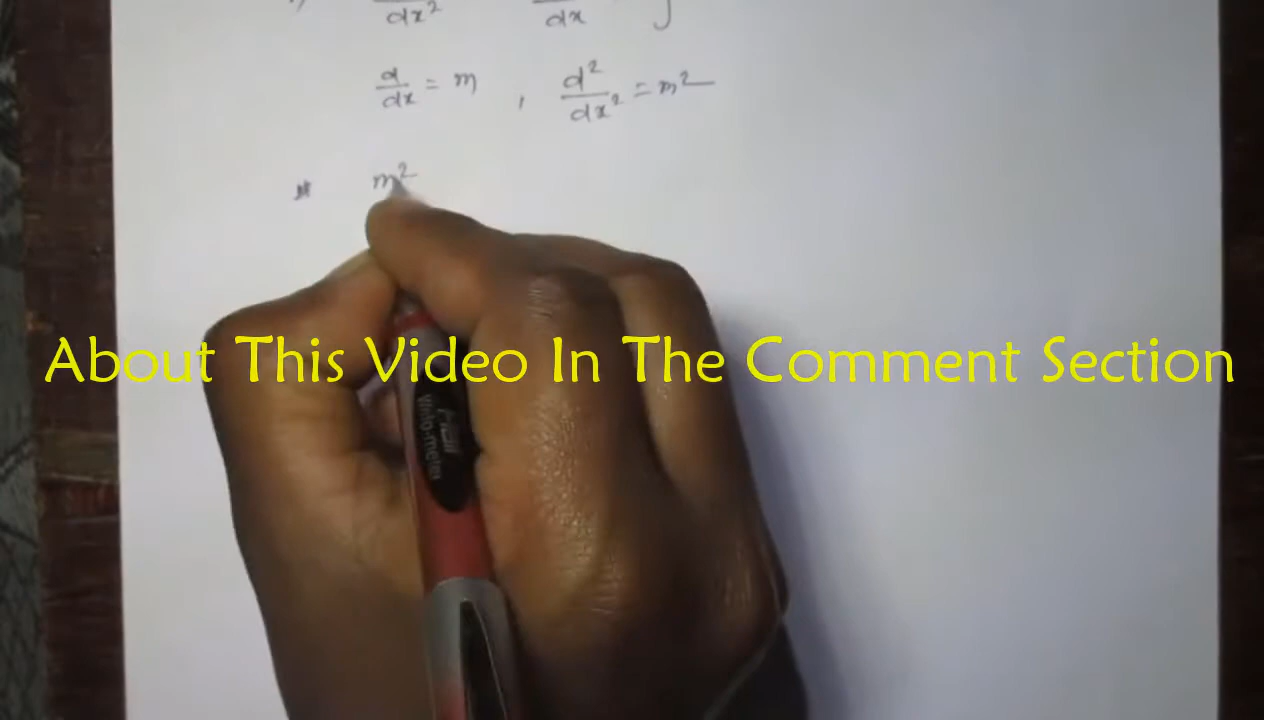 dx² dx y
d/dx = m , d²/dx² = m²
m²
About This Video In The Comment Section